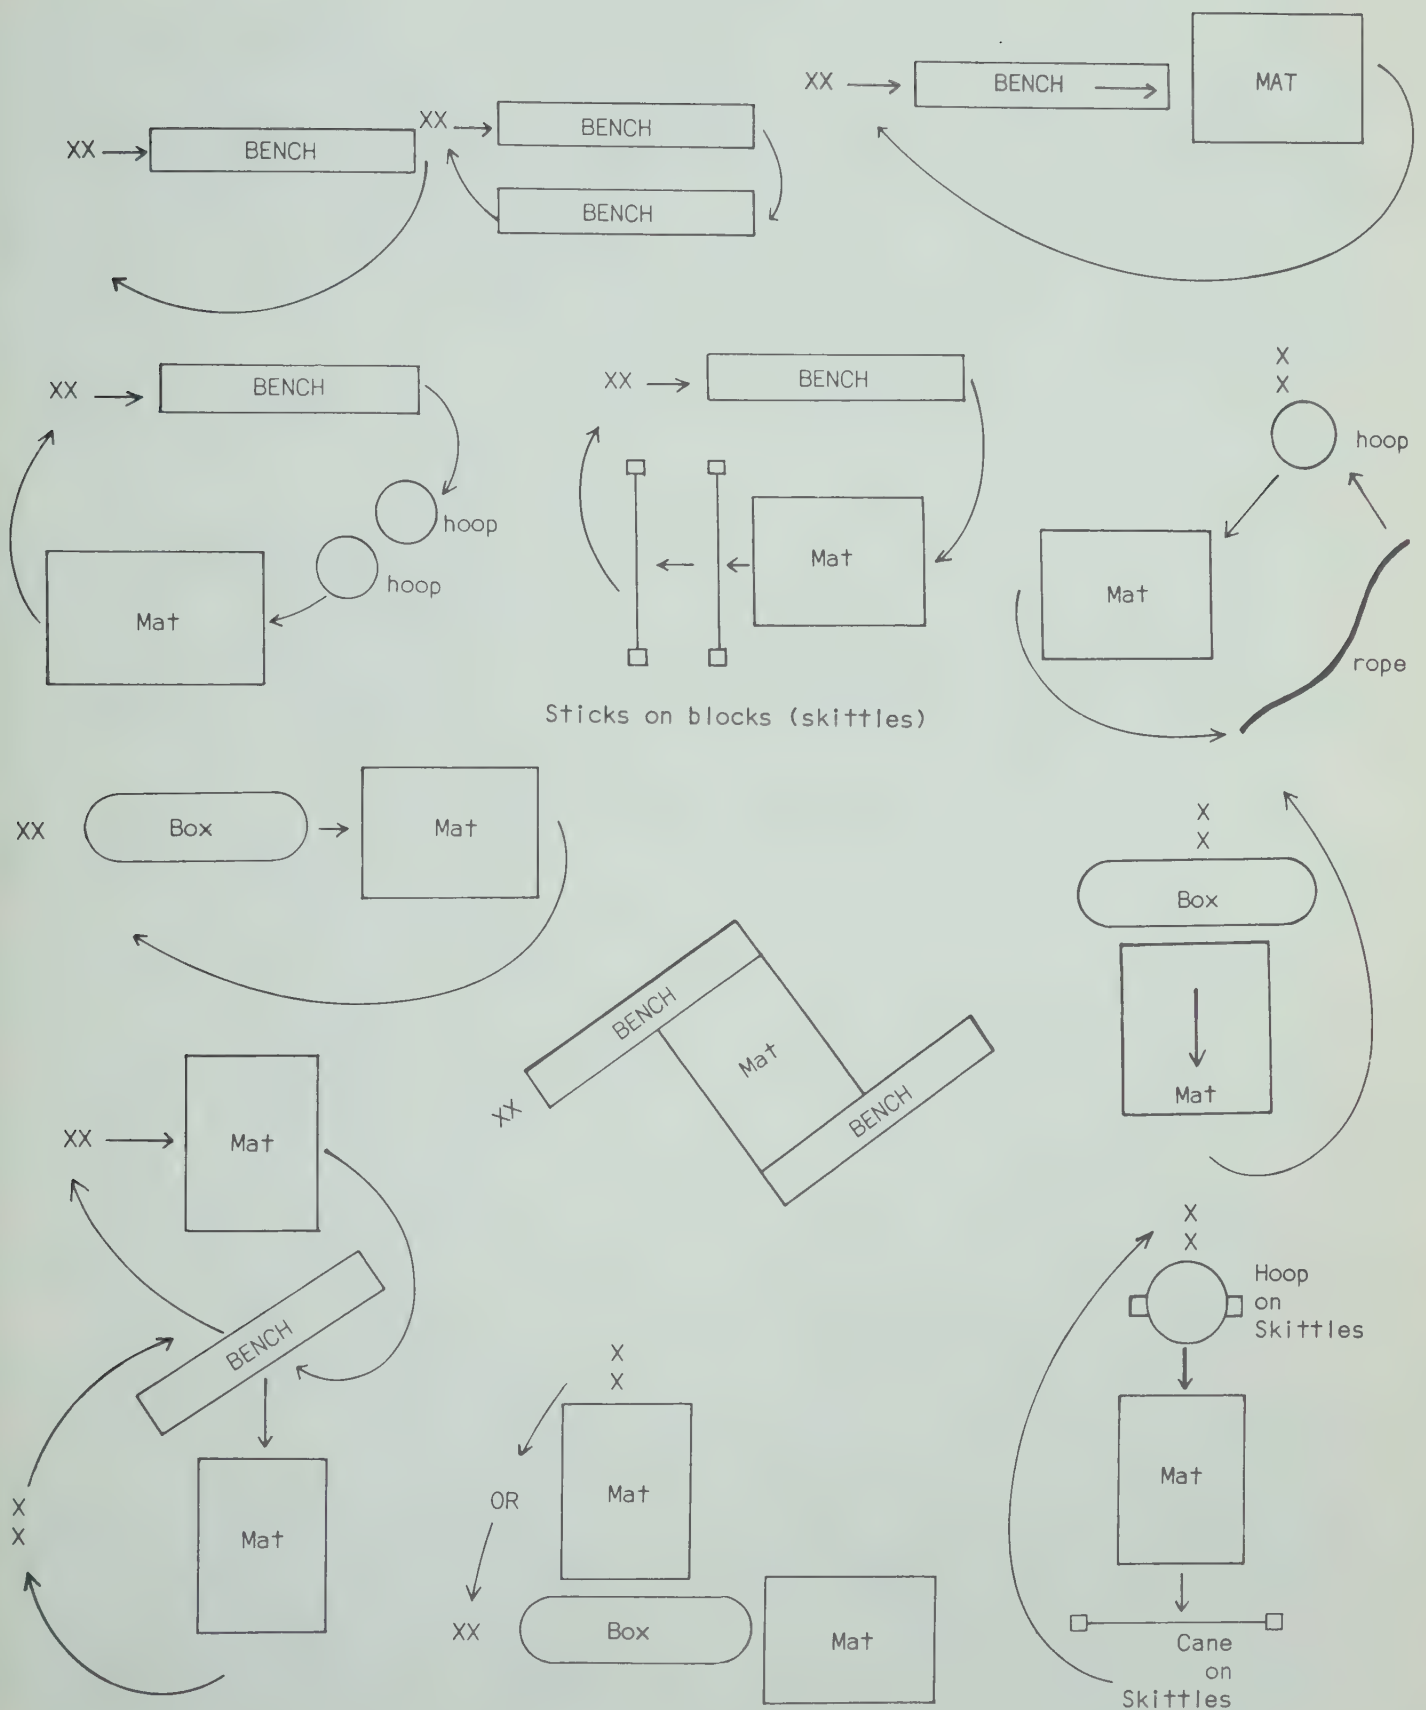 XX
BENCH
XX
BENCH
BENCH
XX
BENCH
MAT
XX
BENCH
hoop
hoop
Mat
XX
BENCH
Mat
Sticks on blocks (skittles)
X
X
hoop
Mat
rope
XX
Box
Mat
X
X
Box
Mat
BENCH
Mat
XX
BENCH
XX
Mat
BENCH
X
X
Mat
X
X
Mat
OR
XX
Box
Mat
X
X
Hoop
on
Skittles
Mat
Cane
on
Skittles